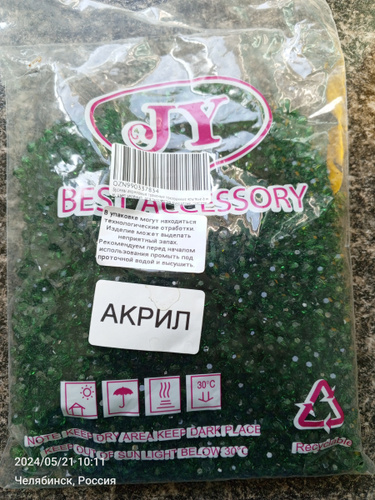 JY
OZN990357834
BEST ACCESSORY
В упаковке могут находиться
технологические отработки
Изделие может выделять
неприятный запах.
Рекомендуем перед началом
использования промыть под
проточной водой и высушить.
АКРИЛ
30°C
NOTE: KEEP DRY AREA KEEP DARK PLACE
KEEP OUT OF SUN LIGHT BELOW 30°C
Recyclable
2024/05/21 10:11
Челябинск, Россия